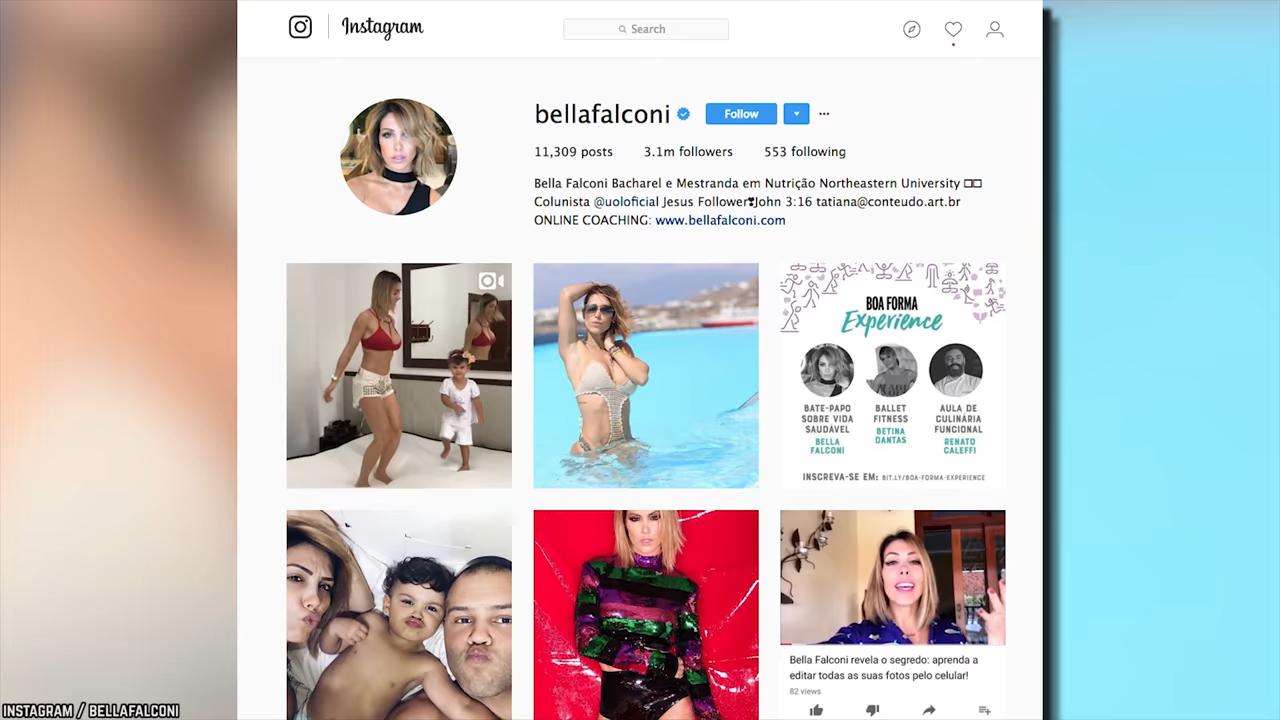 Instagram
Search
bellafalconi
Follow
11,309 posts 3.1m followers 553 following
Bella Falconi Bacharel e Mestranda em Nutrição Northeastern University
Colunista @uoloficial Jesus Follower❣John 3:16 tatiana@conteudo.art.br
ONLINE COACHING: www.bellafalconi.com
BOA FORMA
Experience
BATE-PAPO
SOBRE VIDA
SAUDÁVEL
BELLA
FALCONI
BALLET
FITNESS
BETINA
DANTAS
AULA DE
CULINÁRIA
FUNCIONAL
RENATO
CALEFFI
INSCREVA-SE EM: BIT.LY/BOA-FORMA-EXPERIENCE
Bella Falconi revela o segredo: aprenda a
editar todas as suas fotos pelo celular!
82 views
INSTAGRAM / BELLAFALCONI